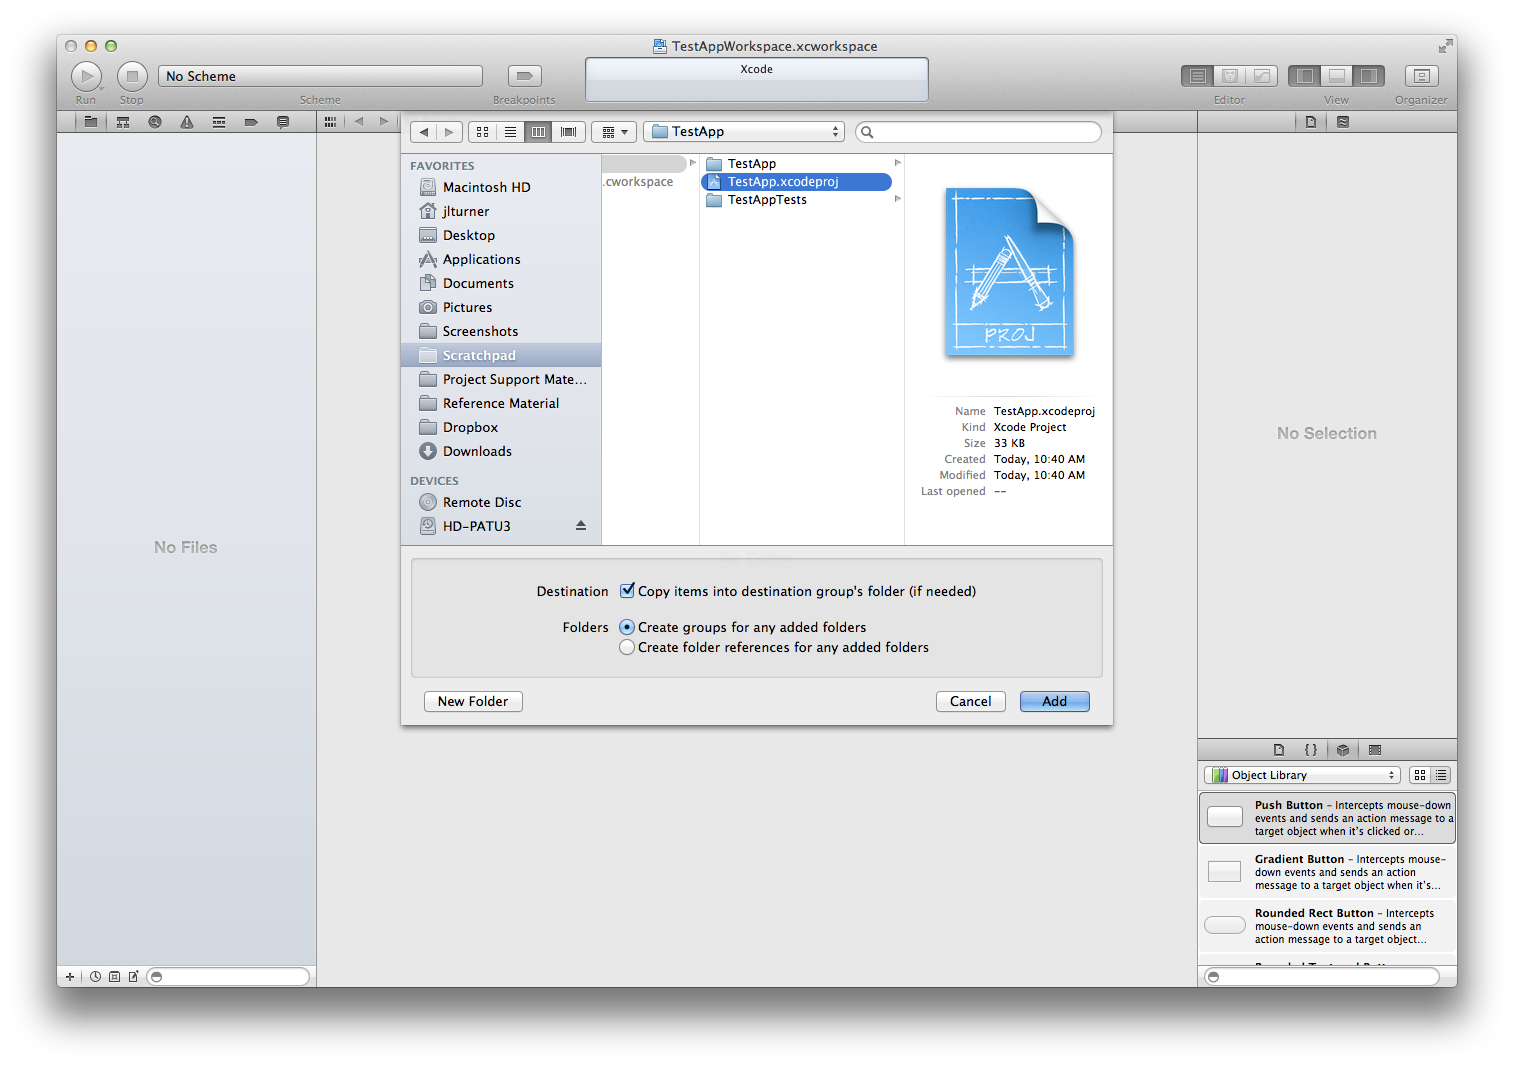 TestAppWorkspace.xcworkspace
No Scheme
Xcode
Run
Stop
Scheme
Breakpoints
Editor
View
Organizer
TestApp
FAVORITES
Macintosh HD
jlturner
Desktop
Applications
Documents
Pictures
Screenshots
Scratchpad
Project Support Mate...
Reference Material
Dropbox
Downloads
DEVICES
Remote Disc
HD-PATU3
.cworkspace
TestApp
TestApp.xcodeproj
TestAppTests
PROJ
Name TestApp.xcodeproj
Kind Xcode Project
Size 33 KB
Created Today, 10:40 AM
Modified Today, 10:40 AM
Last opened --
Destination Copy items into destination group's folder (if needed)
Folders Create groups for any added folders
Create folder references for any added folders
New Folder
Cancel
Add
No Files
No Selection
{ }
Object Library
Push Button - Intercepts mouse-down
events and sends an action message to a
target object when it's clicked or...
Gradient Button - Intercepts mouse-
down events and sends an action
message to a target object when it's...
Rounded Rect Button - Intercepts
mouse-down events and sends an
action message to a target object...